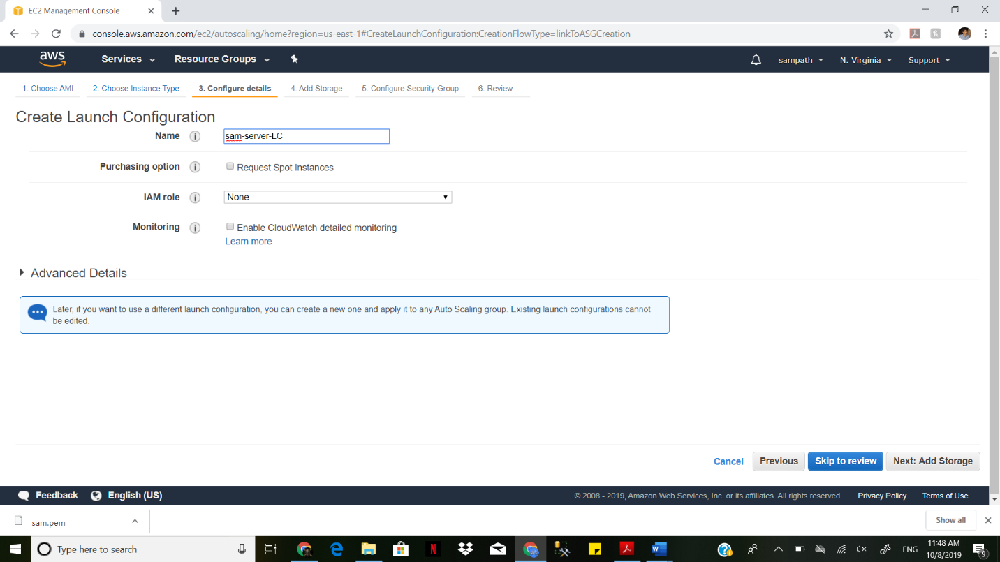 EC2 Management Console
console.aws.amazon.com/ec2/autoscaling/home?region=us-east-1#CreateLaunchConfiguration:CreationFlowType=linkToASGCreation
aws Services Resource Groups sampath N. Virginia Support
1. Choose AMI 2. Choose Instance Type 3. Configure details 4. Add Storage 5. Configure Security Group 6. Review
Create Launch Configuration
Name i sam-server-LC
Purchasing option i Request Spot Instances
IAM role i None
Monitoring i Enable CloudWatch detailed monitoring
Learn more
Advanced Details
Later, if you want to use a different launch configuration, you can create a new one and apply it to any Auto Scaling group. Existing launch configurations cannot
be edited.
Cancel Previous Skip to review Next: Add Storage
Feedback English (US) © 2008 - 2019, Amazon Web Services, Inc. or its affiliates. All rights reserved. Privacy Policy Terms of Use
sam.pem Show all
Type here to search ENG 11:48 AM
10/8/2019 9